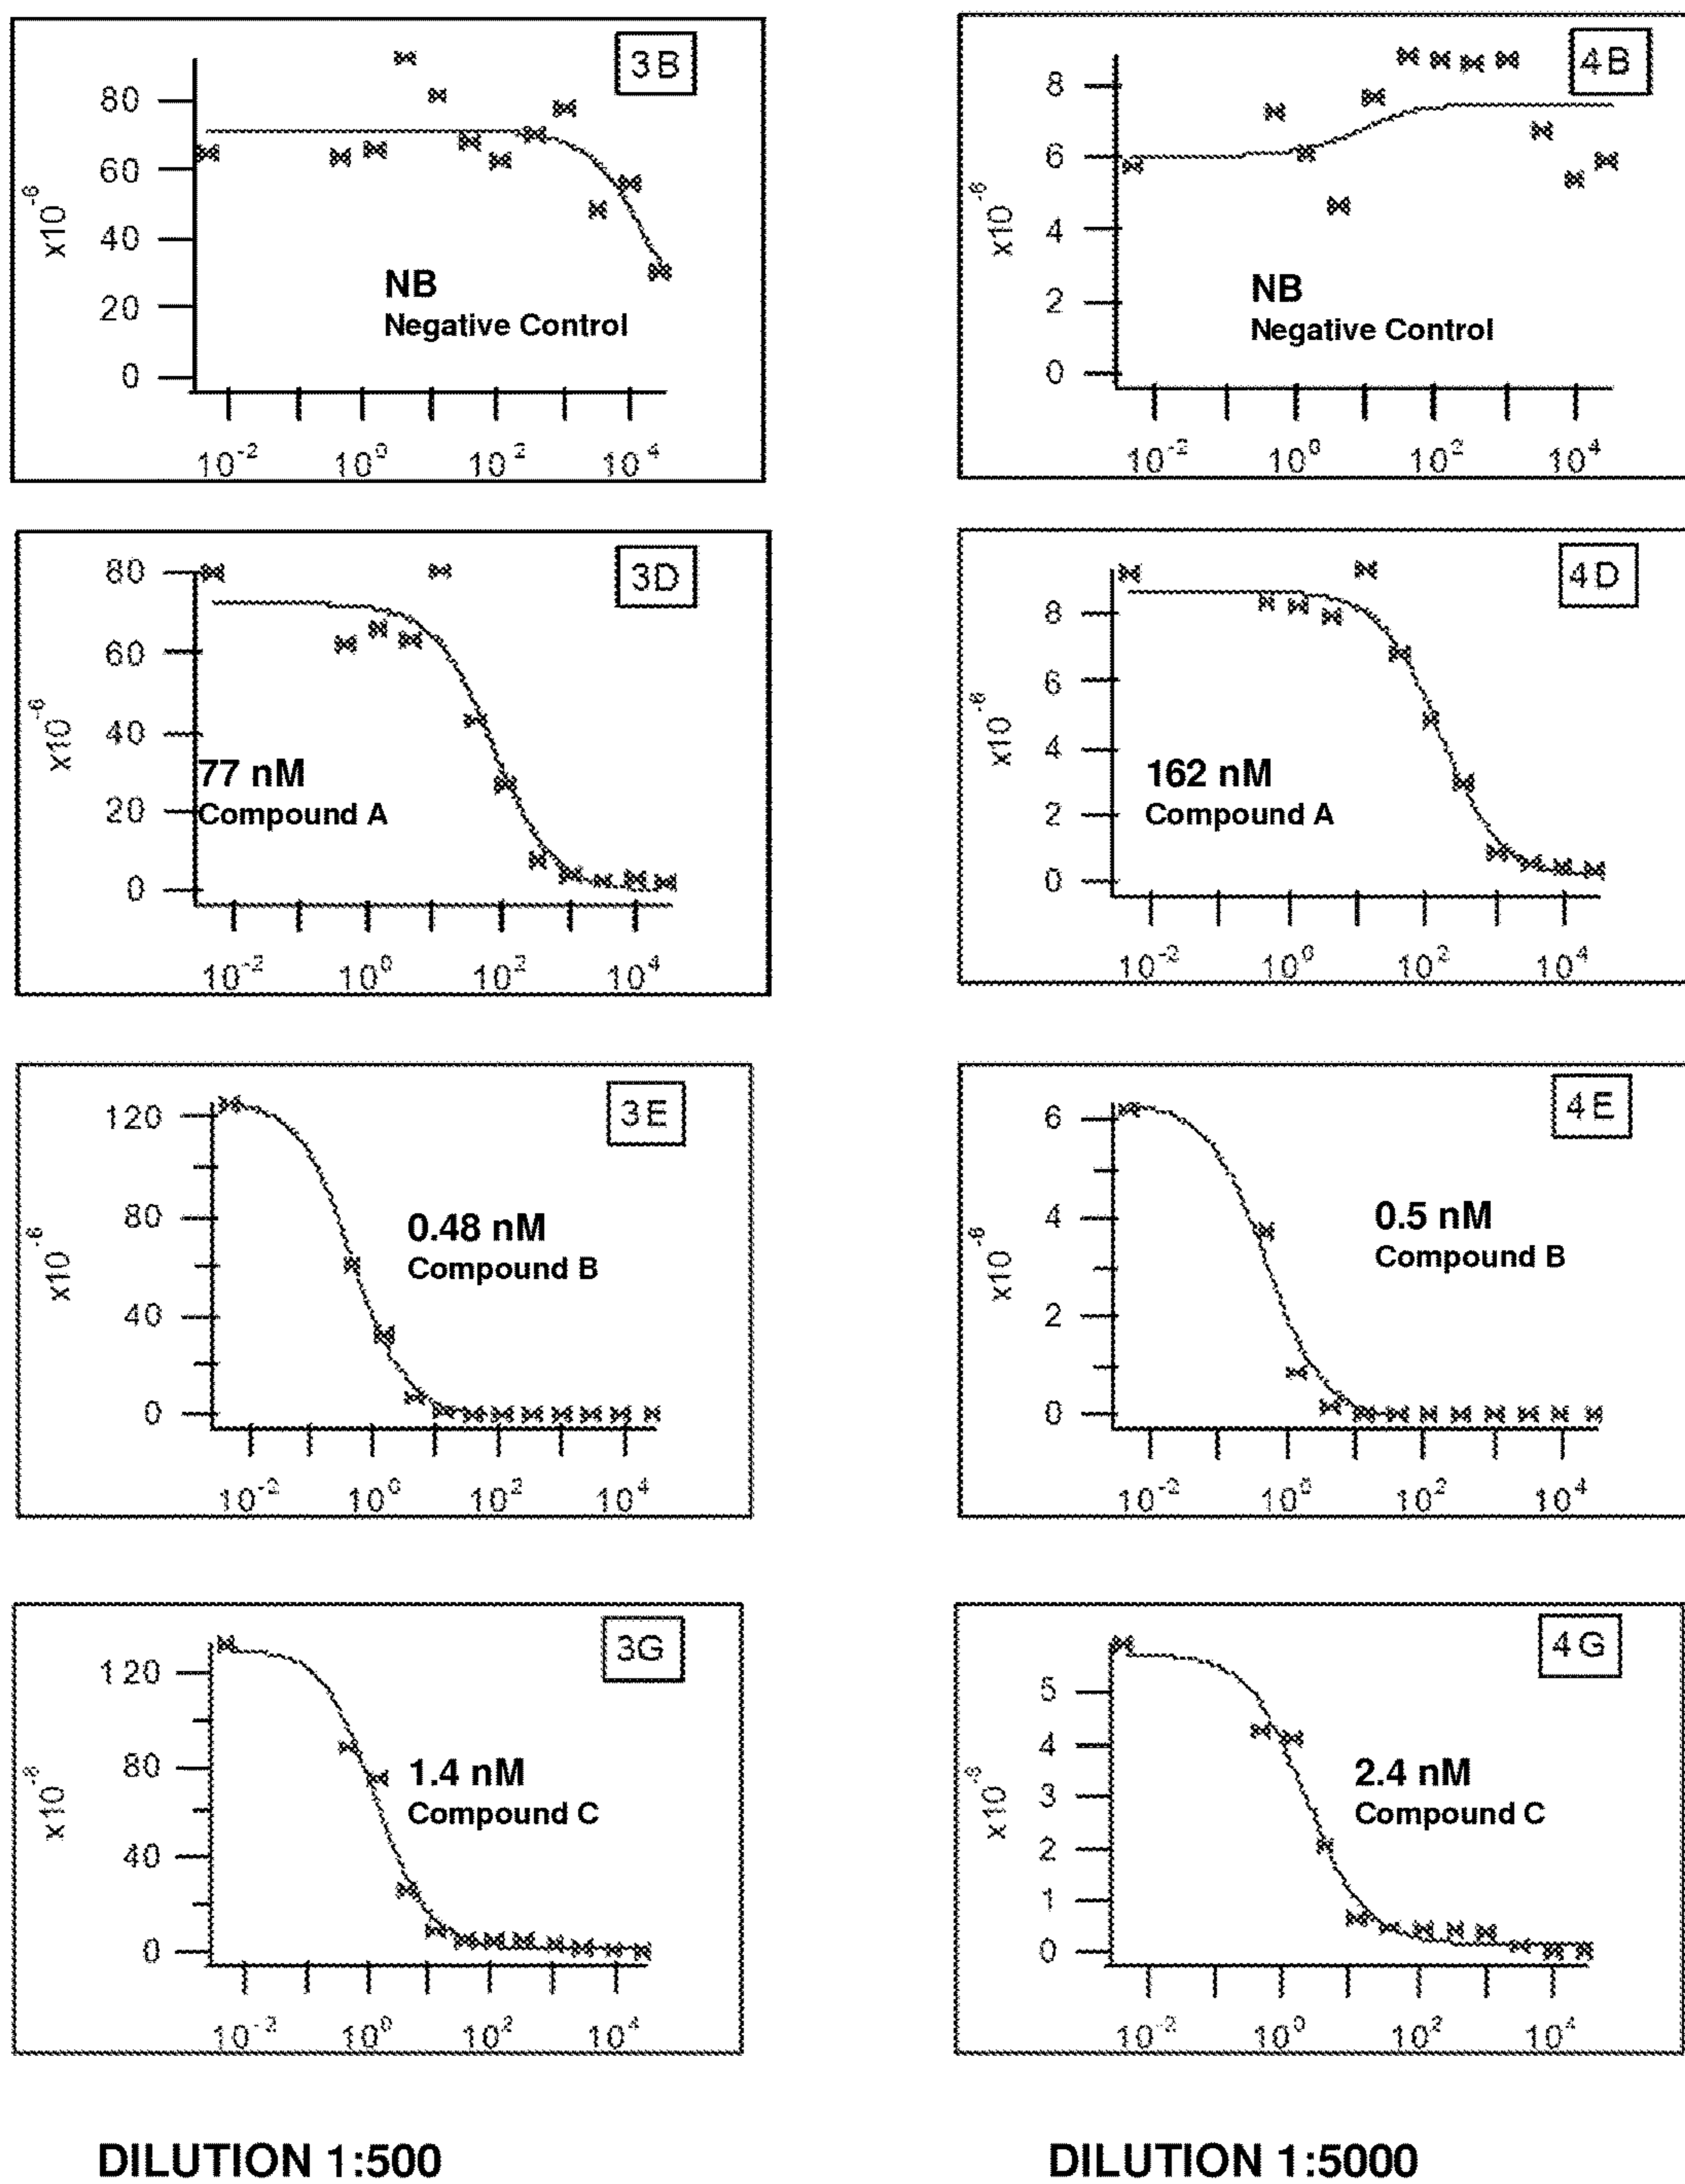 3B
80
60
40
20
0
x10⁻⁶
NB
Negative Control
10⁻² 10⁰ 10² 10⁴
4B
8
6
4
2
0
x10⁻⁶
NB
Negative Control
10⁻² 10⁰ 10² 10⁴
3D
80
60
40
20
0
x10⁻⁶
77 nM
Compound A
10⁻² 10⁰ 10² 10⁴
4D
8
6
4
2
0
x10⁻⁶
162 nM
Compound A
10⁻² 10⁰ 10² 10⁴
3E
120
80
40
0
x10⁻⁶
0.48 nM
Compound B
10⁻² 10⁰ 10² 10⁴
4E
6
4
2
0
x10⁻⁶
0.5 nM
Compound B
10⁻² 10⁰ 10² 10⁴
3G
120
80
40
0
x10⁻⁶
1.4 nM
Compound C
10⁻² 10⁰ 10² 10⁴
4G
5
4
3
2
1
0
x10⁻⁶
2.4 nM
Compound C
10⁻² 10⁰ 10² 10⁴
DILUTION 1:500
DILUTION 1:5000